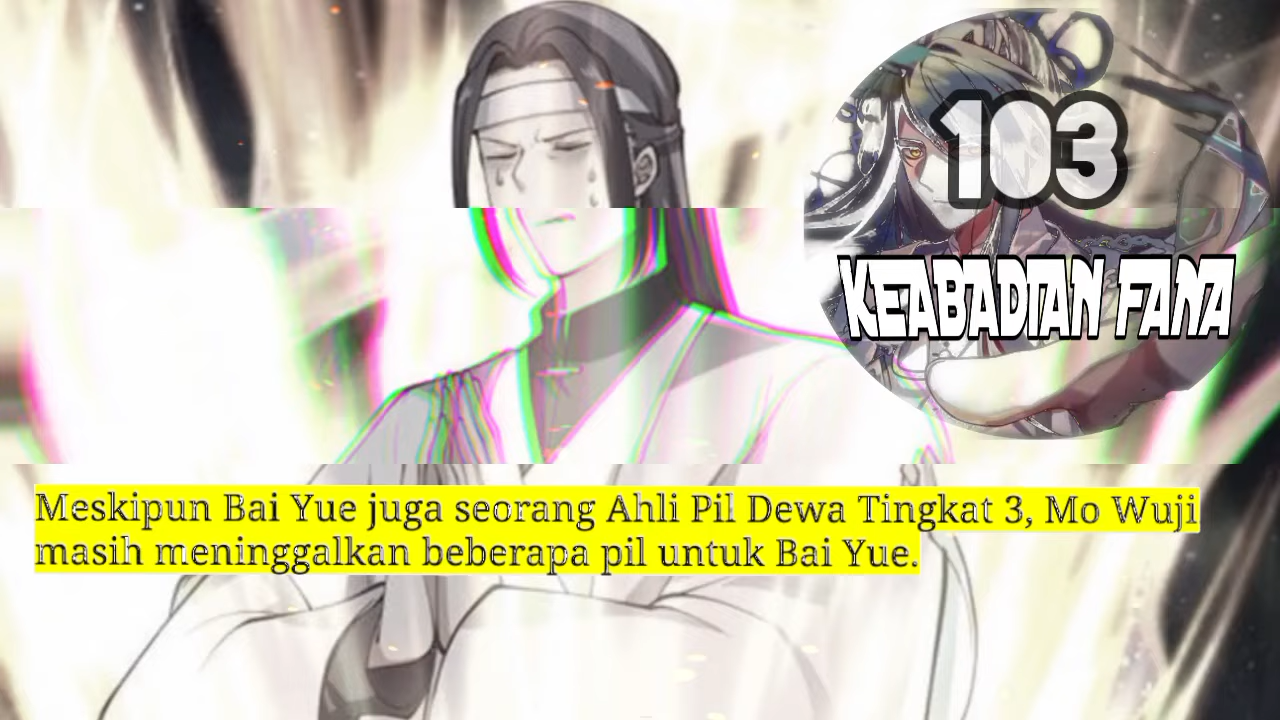 103
KEABADIAN FANA
Meskipun Bai Yue juga seorang Ahli Pil Dewa Tingkat 3, Mo Wuji
masih meninggalkan beberapa pil untuk Bai Yue.